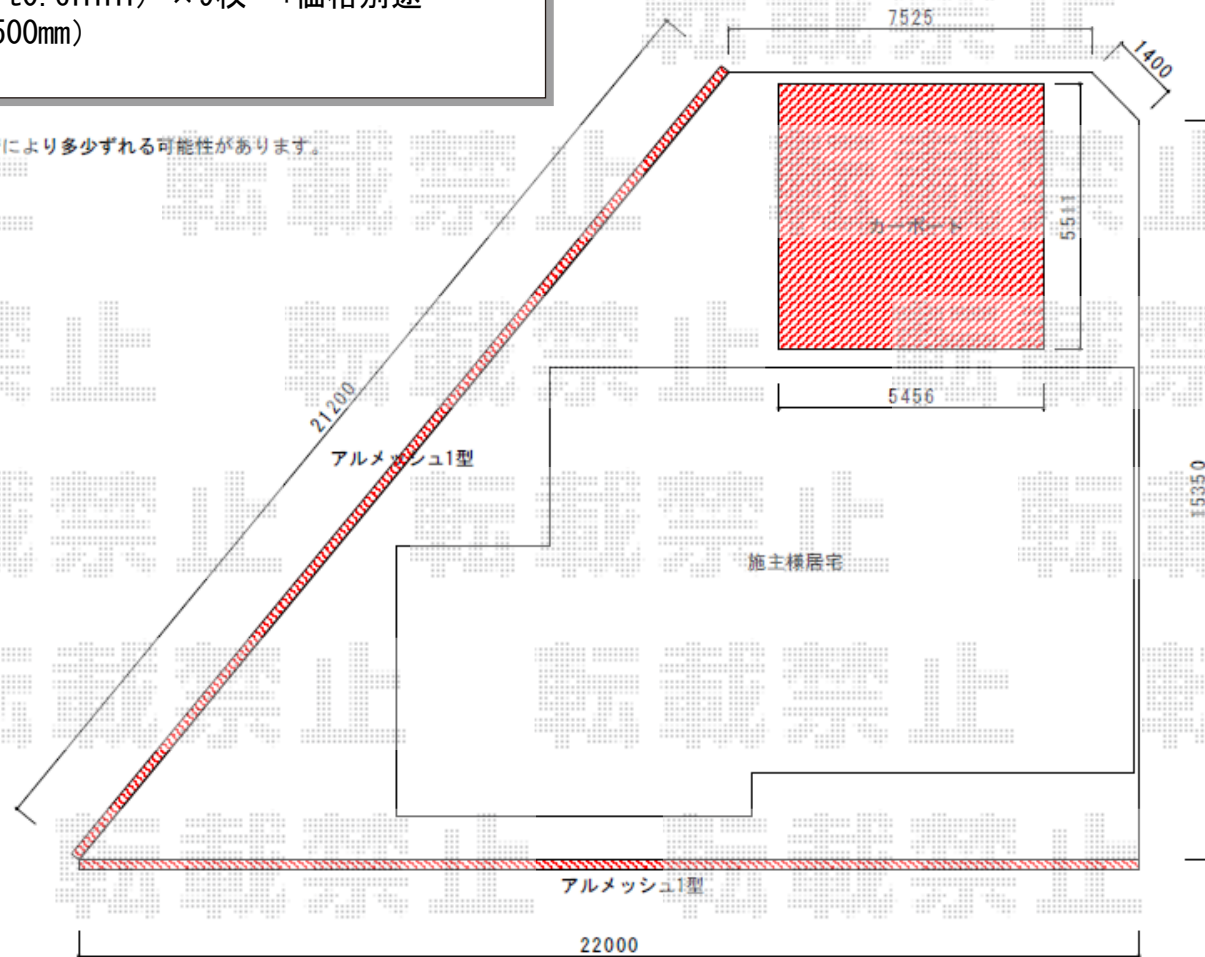 500mm)
により多少ずれる可能性があります。
7525
1400
カーポート
5511
5456
21200
アルメッシュ1型
15350
施主様居宅
アルメッシュ1型
22000
転載禁止